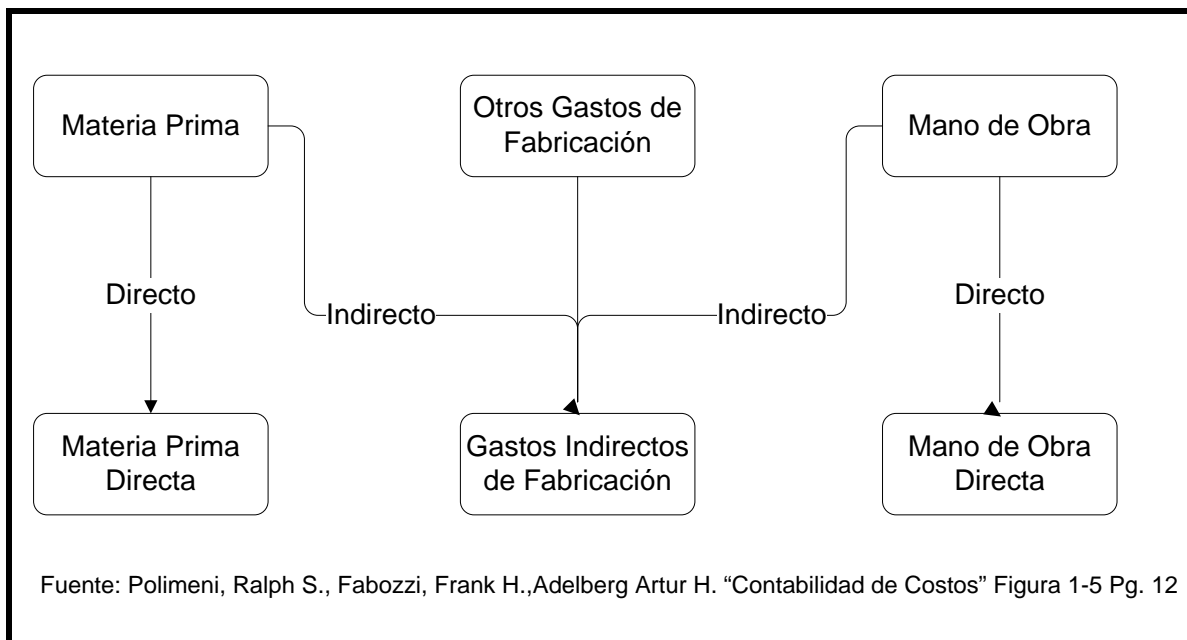 Materia Prima
Otros Gastos de
Fabricación
Mano de Obra
Directo
Indirecto
Indirecto
Directo
Materia Prima
Directa
Gastos Indirectos
de Fabricación
Mano de Obra
Directa
Fuente: Polimeni, Ralph S., Fabozzi, Frank H.,Adelberg Artur H. “Contabilidad de Costos” Figura 1-5 Pg. 12